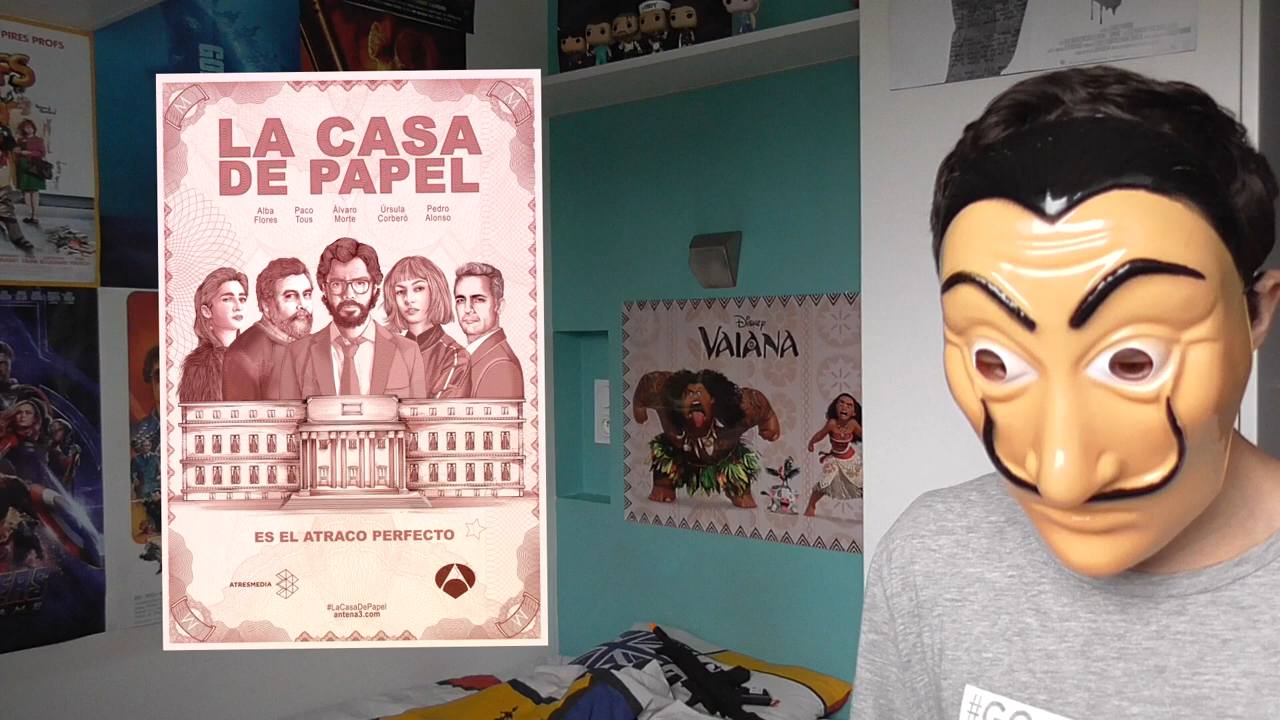 PIRES PROFS
LA CASA
DE PAPEL
Alba
Flores
Paco
Tous
Álvaro
Morte
Úrsula
Corberó
Pedro
Alonso
ES EL ATRACO PERFECTO
ATRESMEDIA
#LaCasaDePapel
antena3.com
Disney
VAIANA